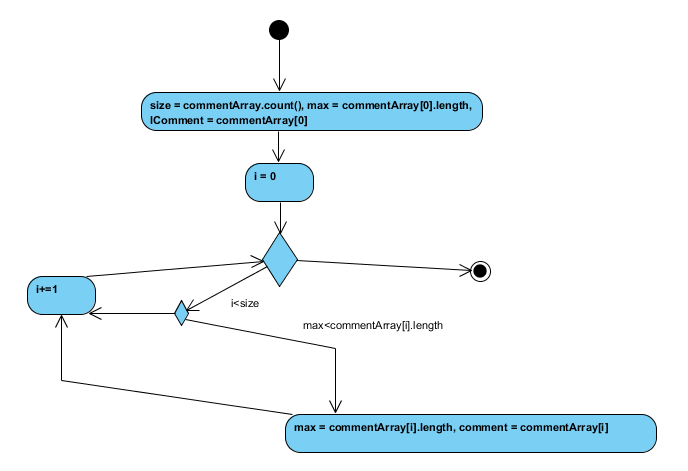 size = commentArray.count(), max = commentArray[0].length,
lComment = commentArray[0]
i = 0
i+=1
i<size
max<commentArray[i].length
max = commentArray[i].length, comment = commentArray[i]